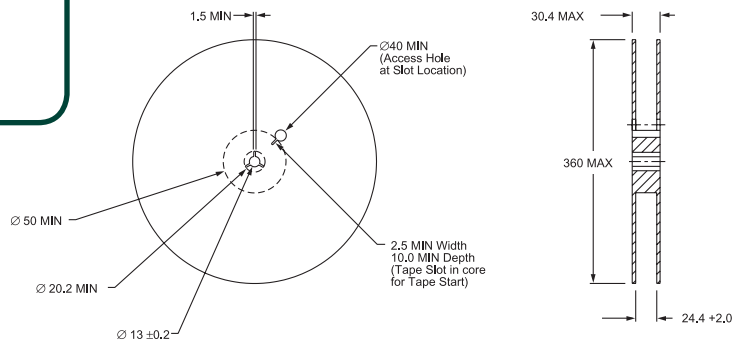 1.5 MIN
30.4 MAX
Ø40 MIN
(Access Hole
at Slot Location)
360 MAX
Ø 50 MIN
2.5 MIN Width
10.0 MIN Depth
(Tape Slot in core
for Tape Start)
Ø 20.2 MIN
24.4 +2.0
Ø 13 ±0.2